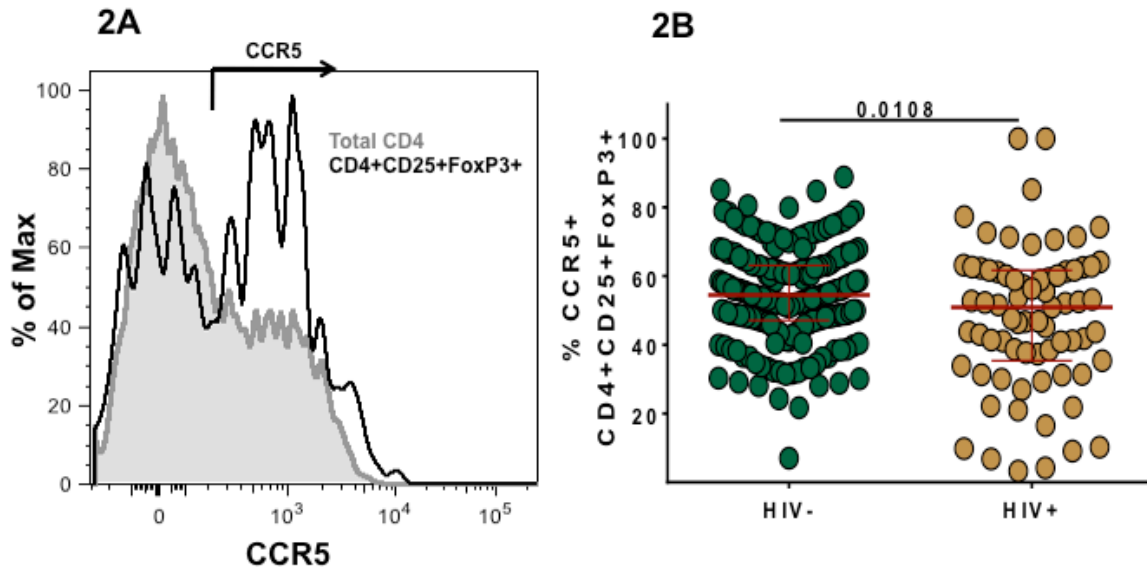 2A
CCR5
Total CD4
CD4+CD25+FoxP3+
% of Max
100
80
60
40
20
0
0
10³
10⁴
10⁵
CCR5
2B
0.0108
% CCR5+
CD4+CD25+FoxP3+
100
80
60
40
20
HIV-
HIV+